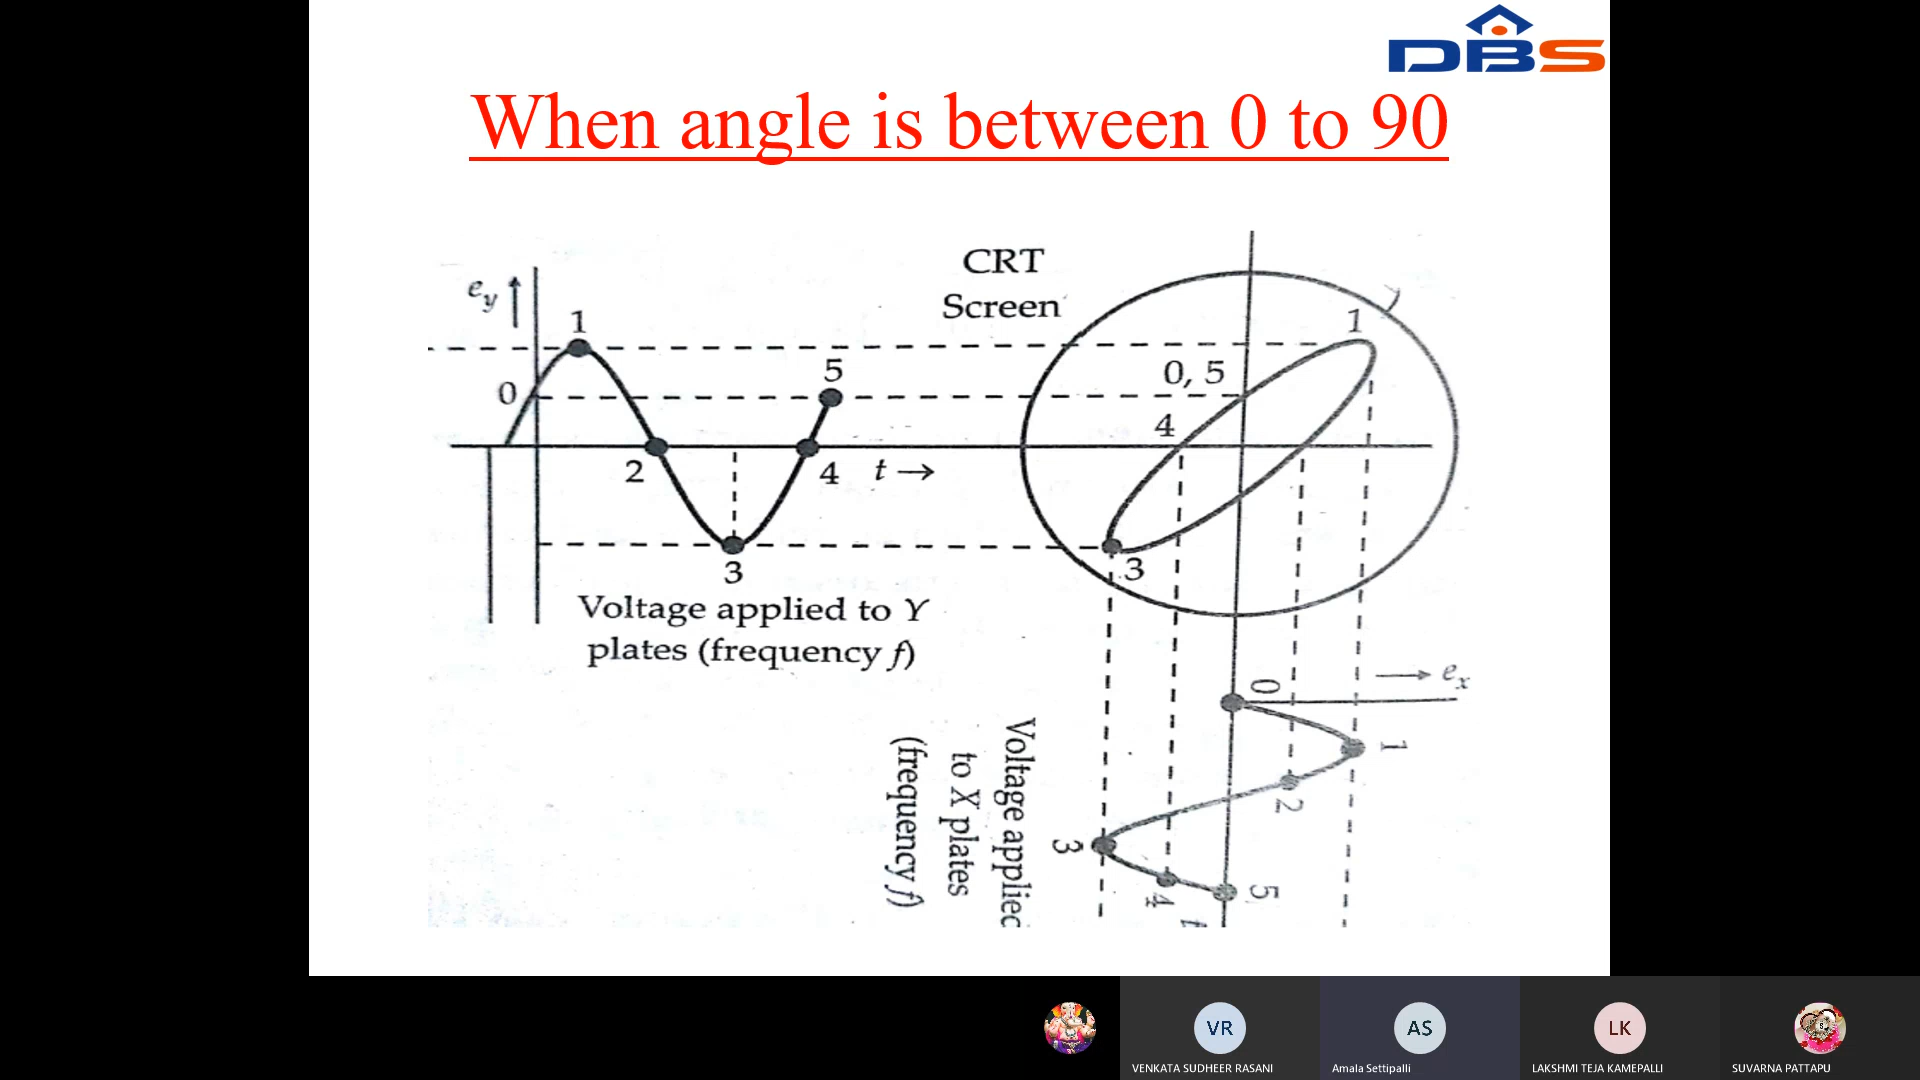 DBS
When angle is between 0 to 90
CRT
Screen
e_y
1
0
5
2
4
t →
3
Voltage applied to Y
plates (frequency f)
1
0, 5
4
3
0
e_x
1
2
3
4
5
t
Voltage applied
to X plates
(frequency f)
VR
AS
LK
VENKATA SUDHEER RASANI
Amala Settipalli
LAKSHMI TEJA KAMEPALLI
SUVARNA PATTAPU